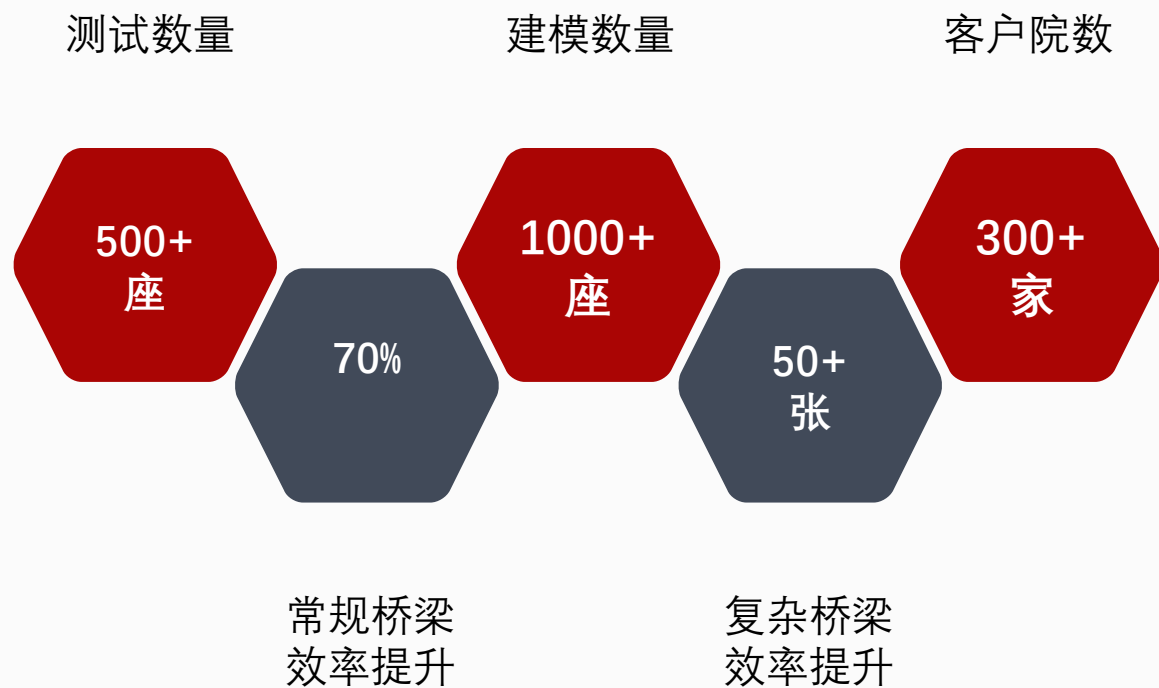 测试数量
建模数量
客户院数
500+
座
70%
1000+
座
50+
张
300+
家
常规桥梁
效率提升
复杂桥梁
效率提升